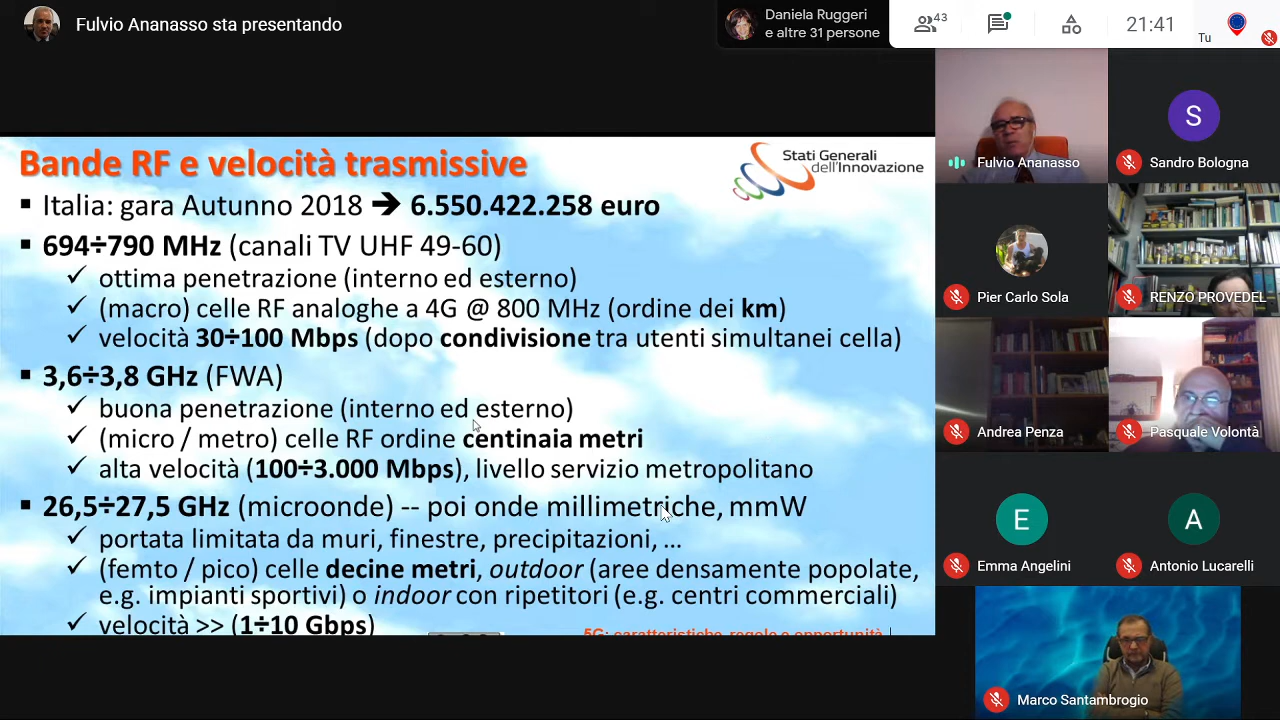 Fulvio Ananasso sta presentando
Daniela Ruggeri
e altre 31 persone
43
21:41
Tu
Bande RF e velocità trasmissive
Stati Generali
dell'Innovazione
▪ Italia: gara Autunno 2018 ➔ 6.550.422.258 euro
▪ 694÷790 MHz (canali TV UHF 49-60)
✓ ottima penetrazione (interno ed esterno)
✓ (macro) celle RF analoghe a 4G @ 800 MHz (ordine dei km)
✓ velocità 30÷100 Mbps (dopo condivisione tra utenti simultanei cella)
▪ 3,6÷3,8 GHz (FWA)
✓ buona penetrazione (interno ed esterno)
✓ (micro / metro) celle RF ordine centinaia metri
✓ alta velocità (100÷3.000 Mbps), livello servizio metropolitano
▪ 26,5÷27,5 GHz (microonde) -- poi onde millimetriche, mmW
✓ portata limitata da muri, finestre, precipitazioni, ...
✓ (femto / pico) celle decine metri, outdoor (aree densamente popolate,
e.g. impianti sportivi) o indoor con ripetitori (e.g. centri commerciali)
✓ velocità >> (1÷10 Gbps)
5G: caratteristiche, regole e opportunità |
Fulvio Ananasso
S
Sandro Bologna
Pier Carlo Sola
RENZO PROVEDEL
Andrea Penza
Pasquale Volontà
E
Emma Angelini
A
Antonio Lucarelli
Marco Santambrogio